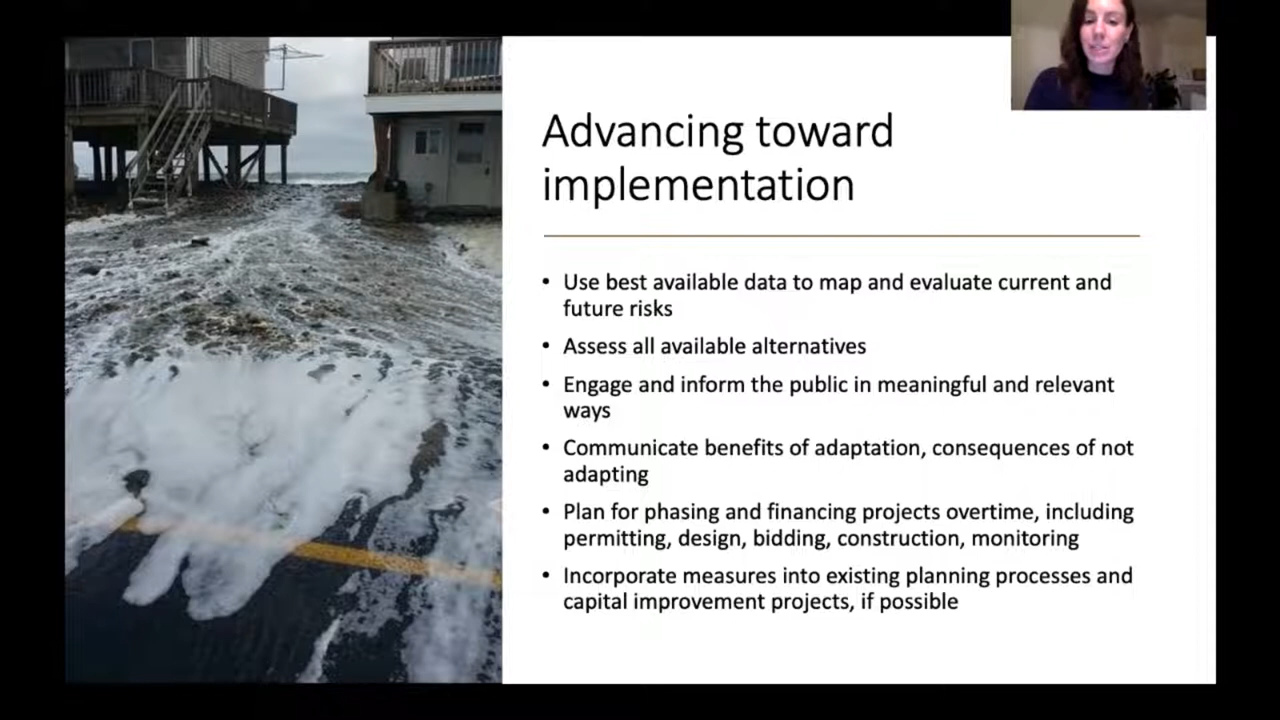 Advancing toward
implementation
• Use best available data to map and evaluate current and
future risks
• Assess all available alternatives
• Engage and inform the public in meaningful and relevant
ways
• Communicate benefits of adaptation, consequences of not
adapting
• Plan for phasing and financing projects overtime, including
permitting, design, bidding, construction, monitoring
• Incorporate measures into existing planning processes and
capital improvement projects, if possible